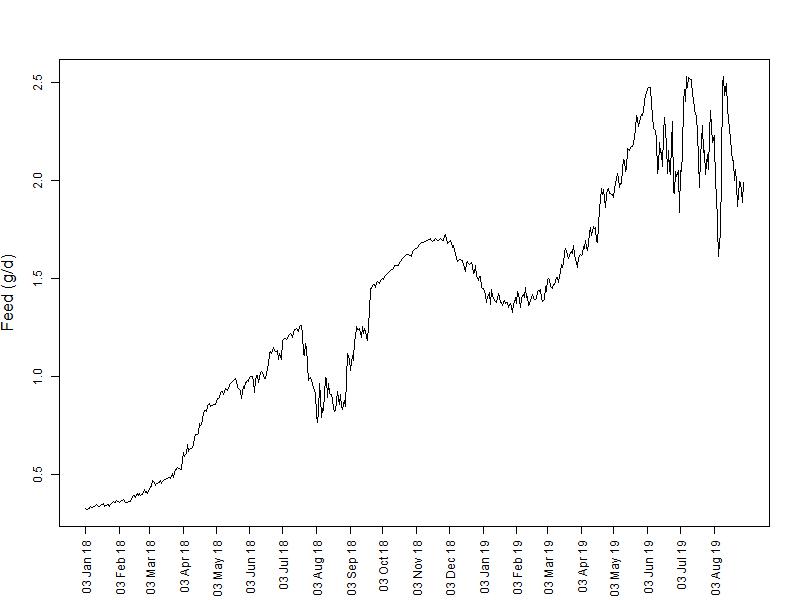 Feed (g/d)
2.5
2.0
1.5
1.0
0.5
03 Jan 18
03 Feb 18
03 Mar 18
03 Apr 18
03 May 18
03 Jun 18
03 Jul 18
03 Aug 18
03 Sep 18
03 Oct 18
03 Nov 18
03 Dec 18
03 Jan 19
03 Feb 19
03 Mar 19
03 Apr 19
03 May 19
03 Jun 19
03 Jul 19
03 Aug 19